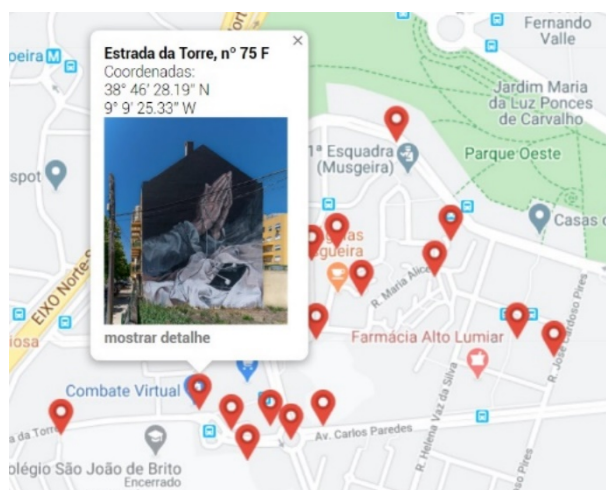 Estrada da Torre, nº 75 F
Coordenadas:
38° 46' 28.19" N
9° 9' 25.33" W
mostrar detalhe
Fernando
Valle
Jardim Maria
da Luz Ponces
de Carvalho
1ª Esquadra
(Musgeira)
Parque Oeste
spot
Casas
EIXO Norte-S
gueira
R. Maria Alice
Farmácia Alto Lumiar
R. José Cardoso Pires
R. Helena Vaz da Silva
Combate Virtual
a da Torre
Av. Carlos Paredes
olégio São João de Brito
Encerrado
Pires